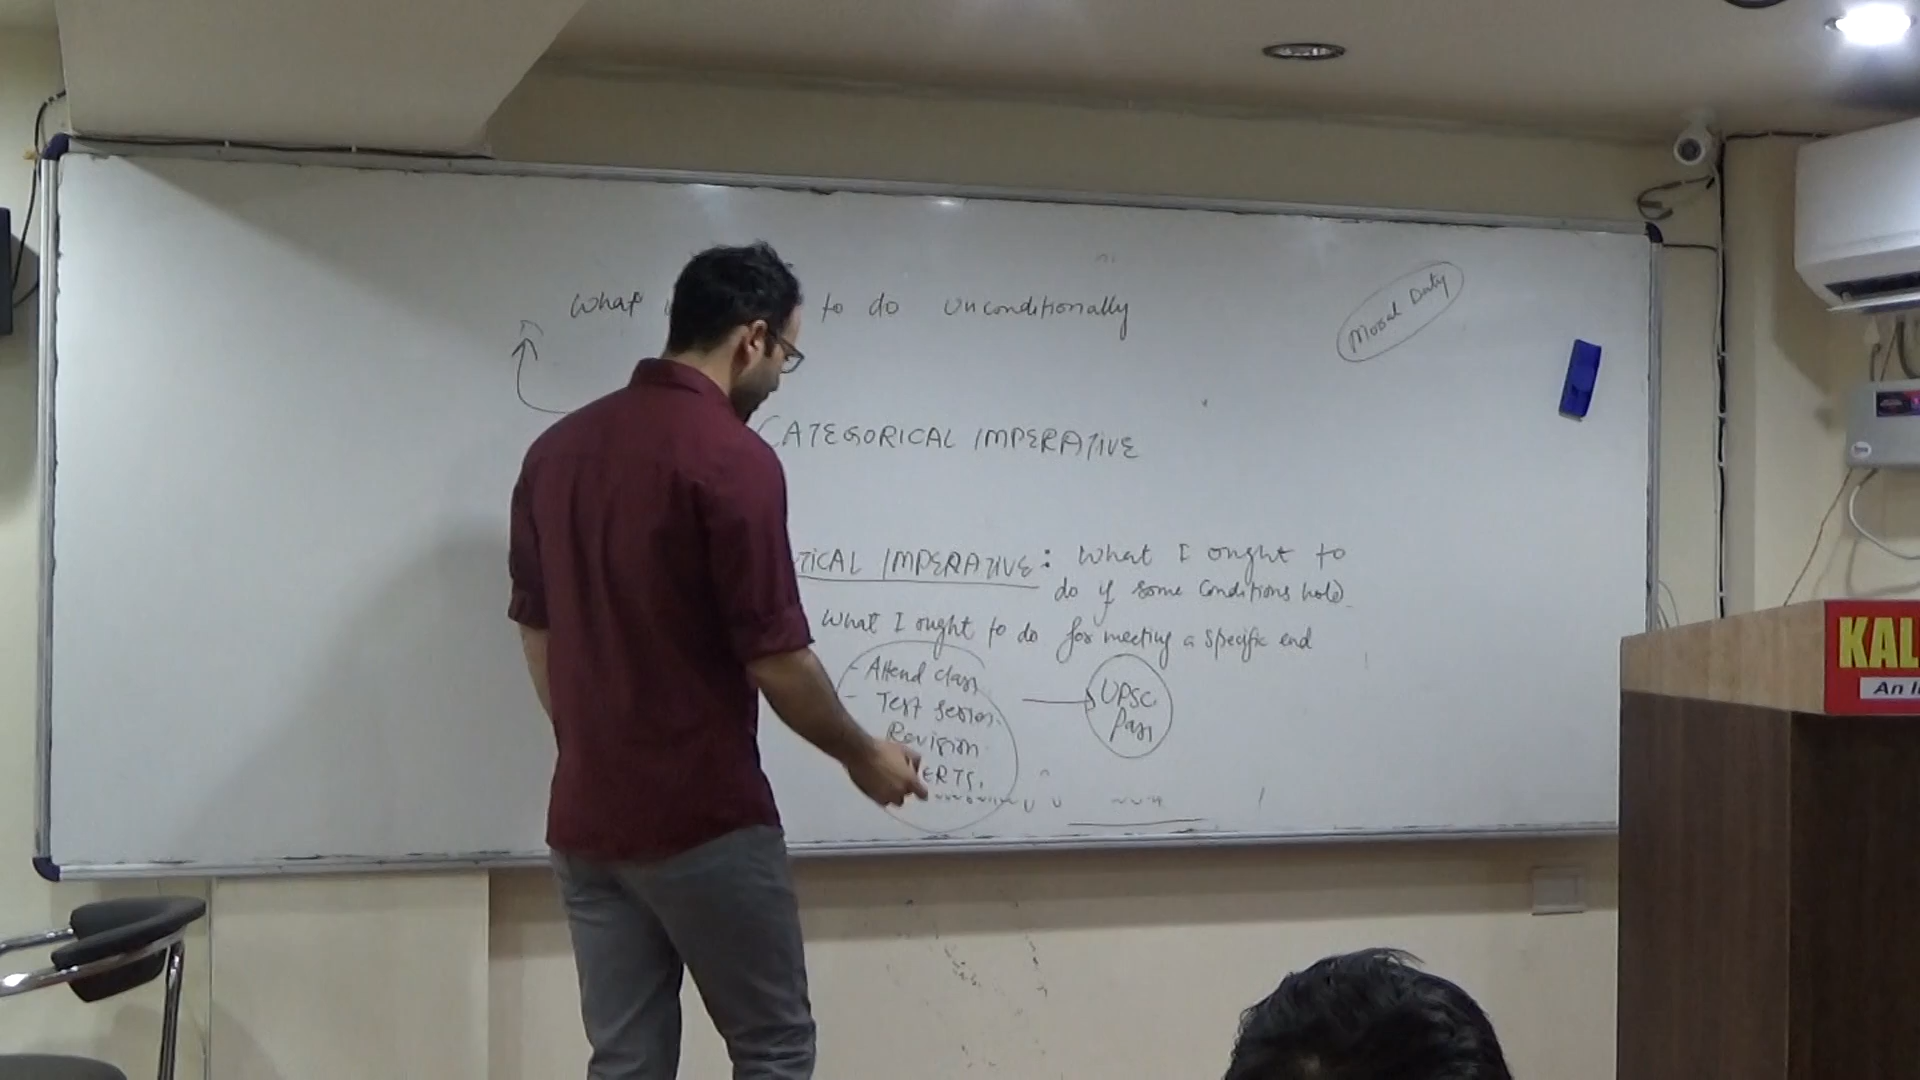 What to do Unconditionally
Moral Duty
CATEGORICAL IMPERATIVE
TICAL IMPERATIVE: What I ought to
do if some conditions hold
What I ought to do for meeting a specific end
- Attend class
- Test series.
Revision
ERTs.
UPSC
Pass
KAL
An I